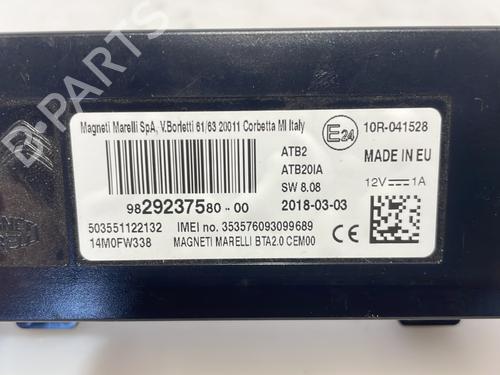 D-PARTS
Magneti Marelli SpA, V.Borletti 61/63 20011 Corbetta MI Italy
E24
10R-041528
ATB2
MADE IN EU
ATB20IA
SW 8.08
12V 1A
9829237580-00
2018-03-03
503551122132
IMEI no. 353576093099689
14M0FW338
MAGNETI MARELLI BTA2.0 CEM00
MARELLI